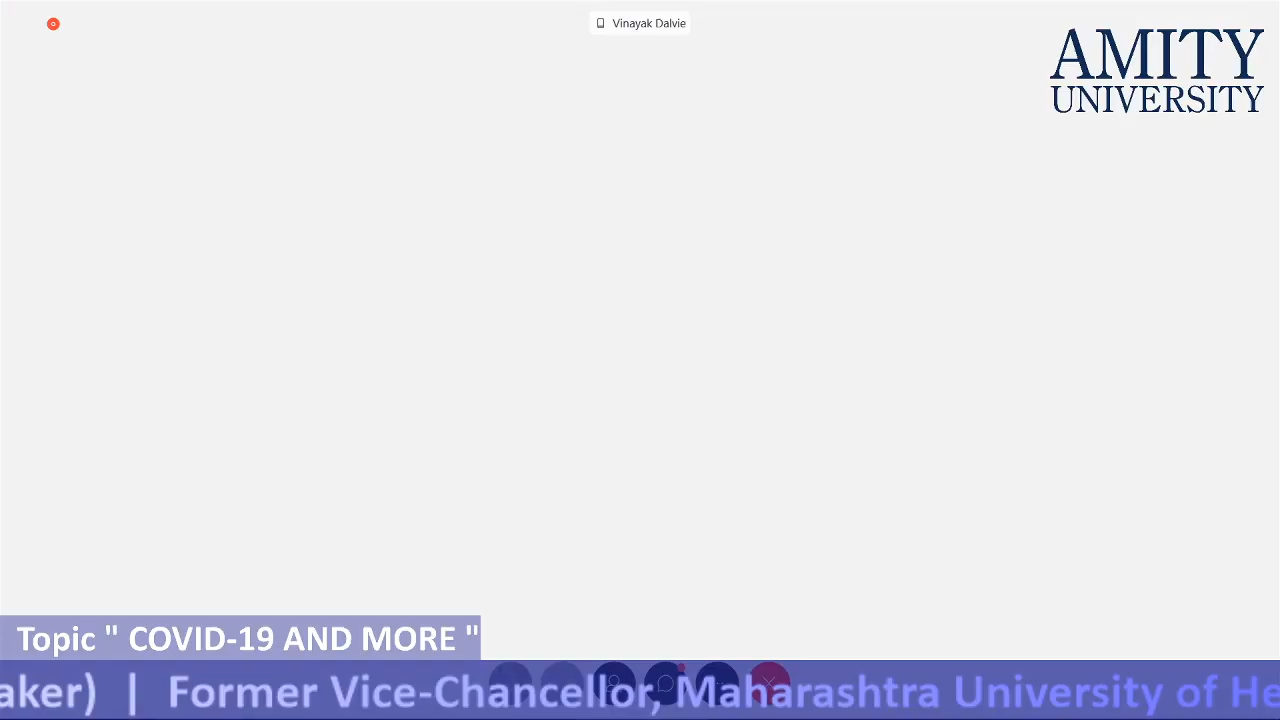 Vinayak Dalvie
AMITY
UNIVERSITY
Topic " COVID-19 AND MORE "
aker) | Former Vice-Chancellor, Maharashtra University of He